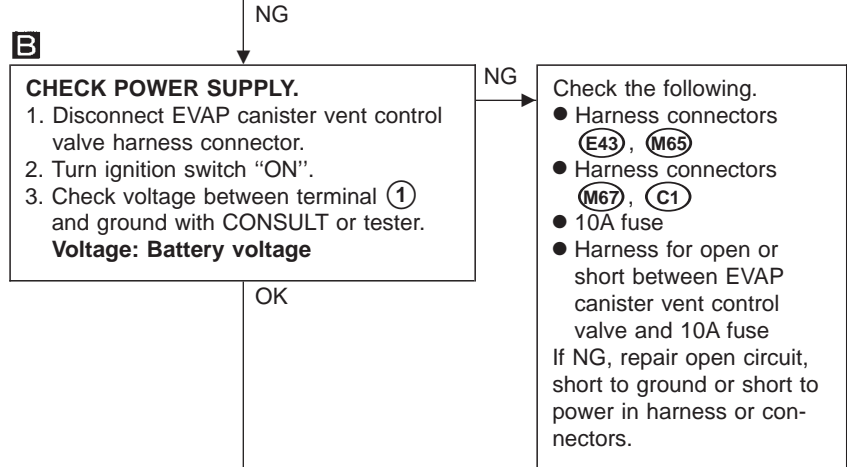 NG
B
CHECK POWER SUPPLY.
1. Disconnect EVAP canister vent control
valve harness connector.
2. Turn ignition switch “ON”.
3. Check voltage between terminal ①
and ground with CONSULT or tester.
Voltage: Battery voltage
NG
Check the following.
● Harness connectors
E43, M65
● Harness connectors
M67, C1
● 10A fuse
● Harness for open or
short between EVAP
canister vent control
valve and 10A fuse
If NG, repair open circuit,
short to ground or short to
power in harness or con-
nectors.
OK